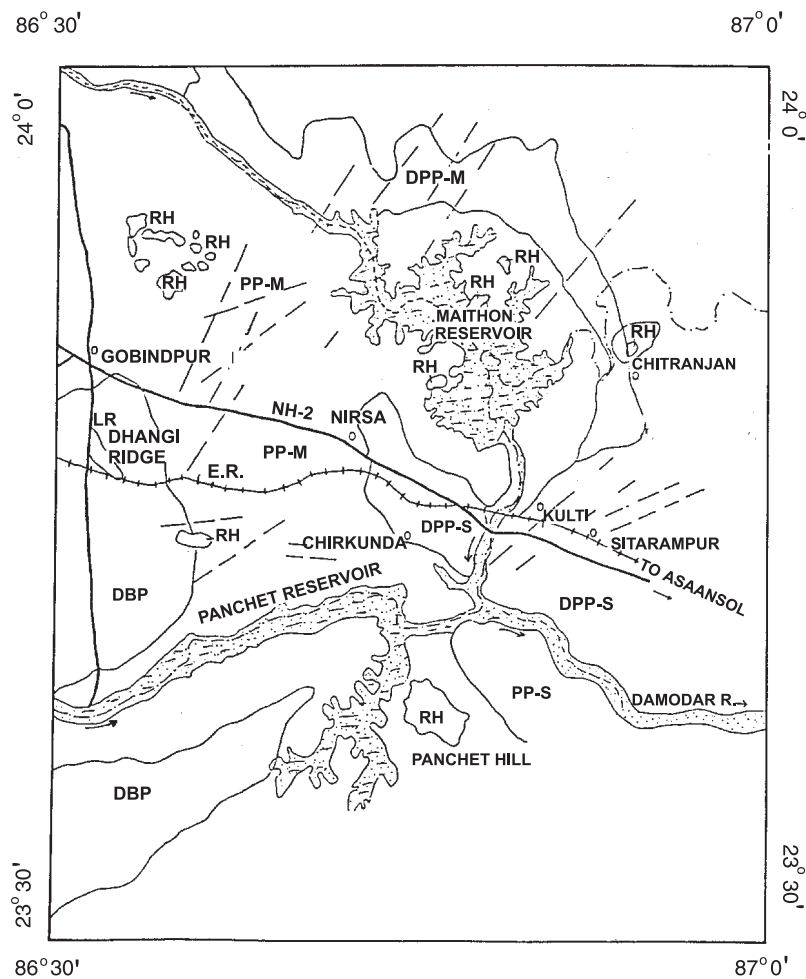 86° 30'
87° 0'
24° 0'
24° 0'
DPP-M
RH
RH
RH
PP-M
RH
RH
MAITHON
RESERVOIR
RH
RH
CHITRANJAN
GOBINDPUR
NH-2
NIRSA
LR
DHANGI
RIDGE
PP-M
E.R.
KULTI
DPP-S
SITARAMPUR
RH
CHIRKUNDA
TO ASAANSOL
DBP
PANCHET RESERVOIR
DPP-S
PP-S
DAMODAR R.
RH
PANCHET HILL
DBP
23° 30'
23° 30'
86° 30'
87° 0'